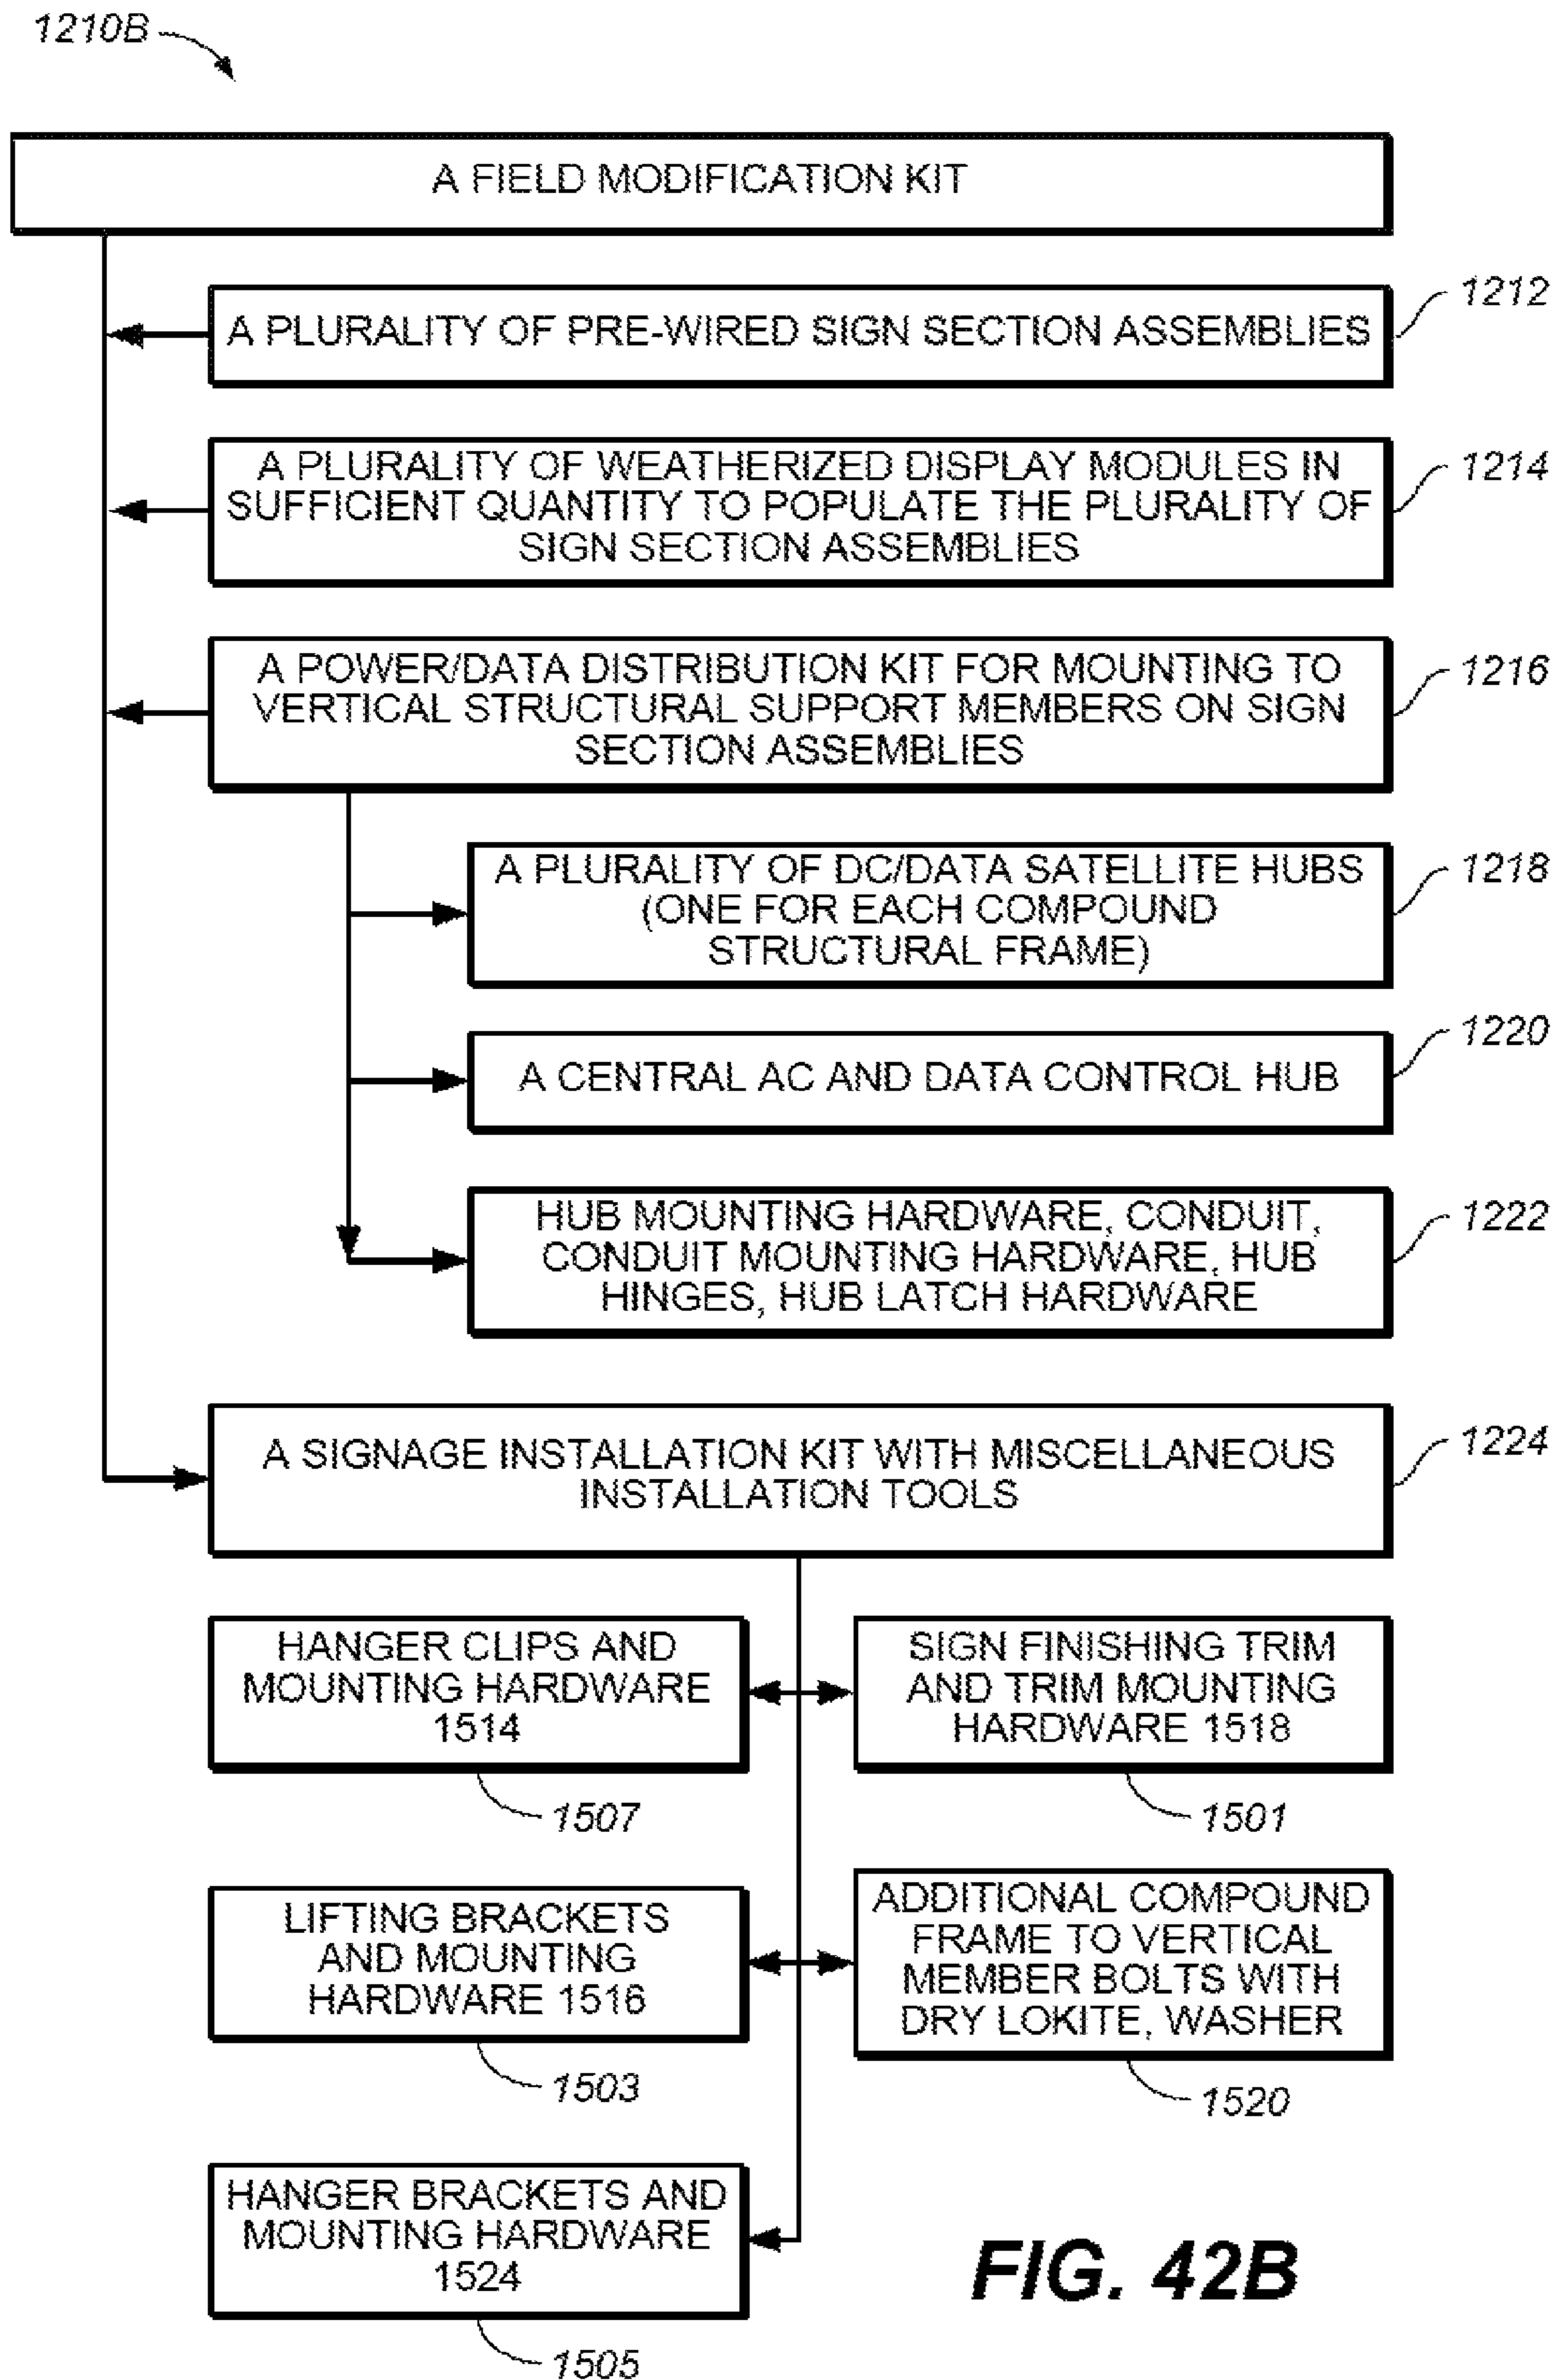 1210B
A FIELD MODIFICATION KIT
A PLURALITY OF PRE-WIRED SIGN SECTION ASSEMBLIES
1212
A PLURALITY OF WEATHERIZED DISPLAY MODULES IN
SUFFICIENT QUANTITY TO POPULATE THE PLURALITY OF
SIGN SECTION ASSEMBLIES
1214
A POWER/DATA DISTRIBUTION KIT FOR MOUNTING TO
VERTICAL STRUCTURAL SUPPORT MEMBERS ON SIGN
SECTION ASSEMBLIES
1216
A PLURALITY OF DC/DATA SATELLITE HUBS
(ONE FOR EACH COMPOUND
STRUCTURAL FRAME)
1218
A CENTRAL AC AND DATA CONTROL HUB
1220
HUB MOUNTING HARDWARE, CONDUIT,
CONDUIT MOUNTING HARDWARE, HUB
HINGES, HUB LATCH HARDWARE
1222
A SIGNAGE INSTALLATION KIT WITH MISCELLANEOUS
INSTALLATION TOOLS
1224
HANGER CLIPS AND
MOUNTING HARDWARE
1514
1507
SIGN FINISHING TRIM
AND TRIM MOUNTING
HARDWARE 1518
1501
LIFTING BRACKETS
AND MOUNTING
HARDWARE 1516
1503
ADDITIONAL COMPOUND
FRAME TO VERTICAL
MEMBER BOLTS WITH
DRY LOKITE, WASHER
1520
HANGER BRACKETS AND
MOUNTING HARDWARE
1524
1505
FIG. 42B